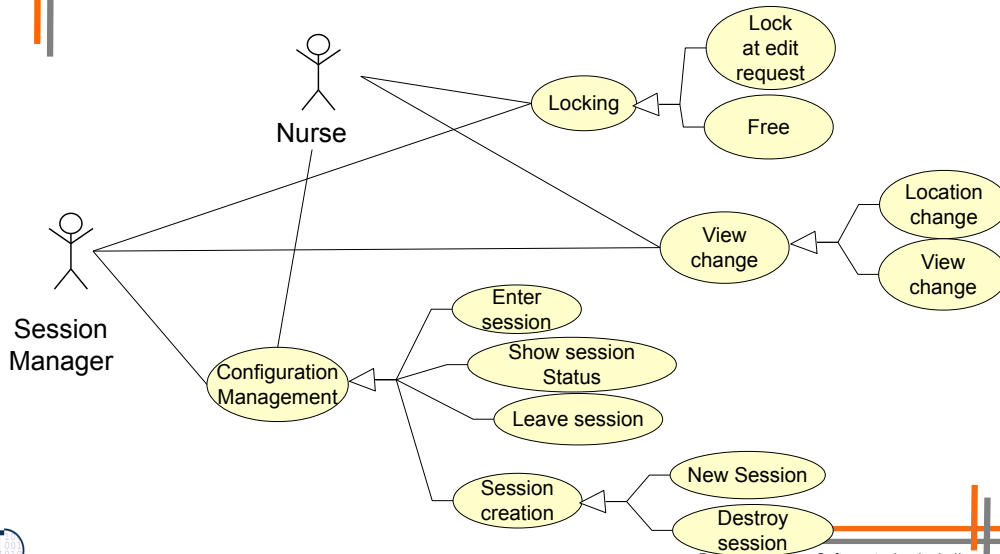 Lock
at edit
request
Locking
Nurse
Free
Location
change
View
change
View
change
Enter
session
Session
Manager
Show session
Status
Configuration
Management
Leave session
New Session
Session
creation
Destroy
session